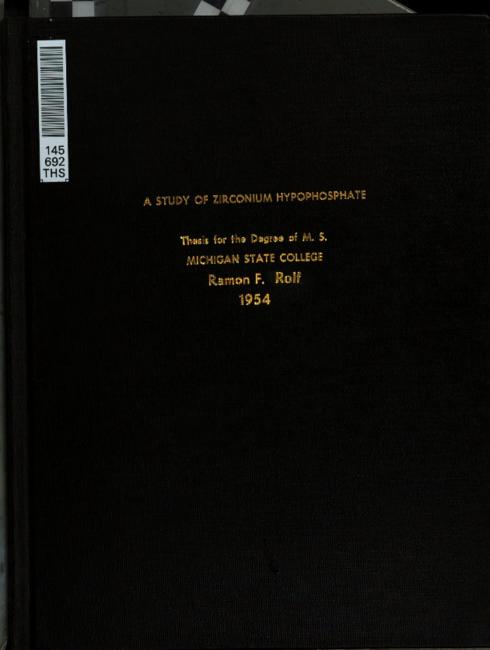 145
692
THS
A STUDY OF ZIRCONIUM HYPOPHOSPHATE
Thesis for the Degree of M. S.
MICHIGAN STATE COLLEGE
Ramon F. Rolf
1954